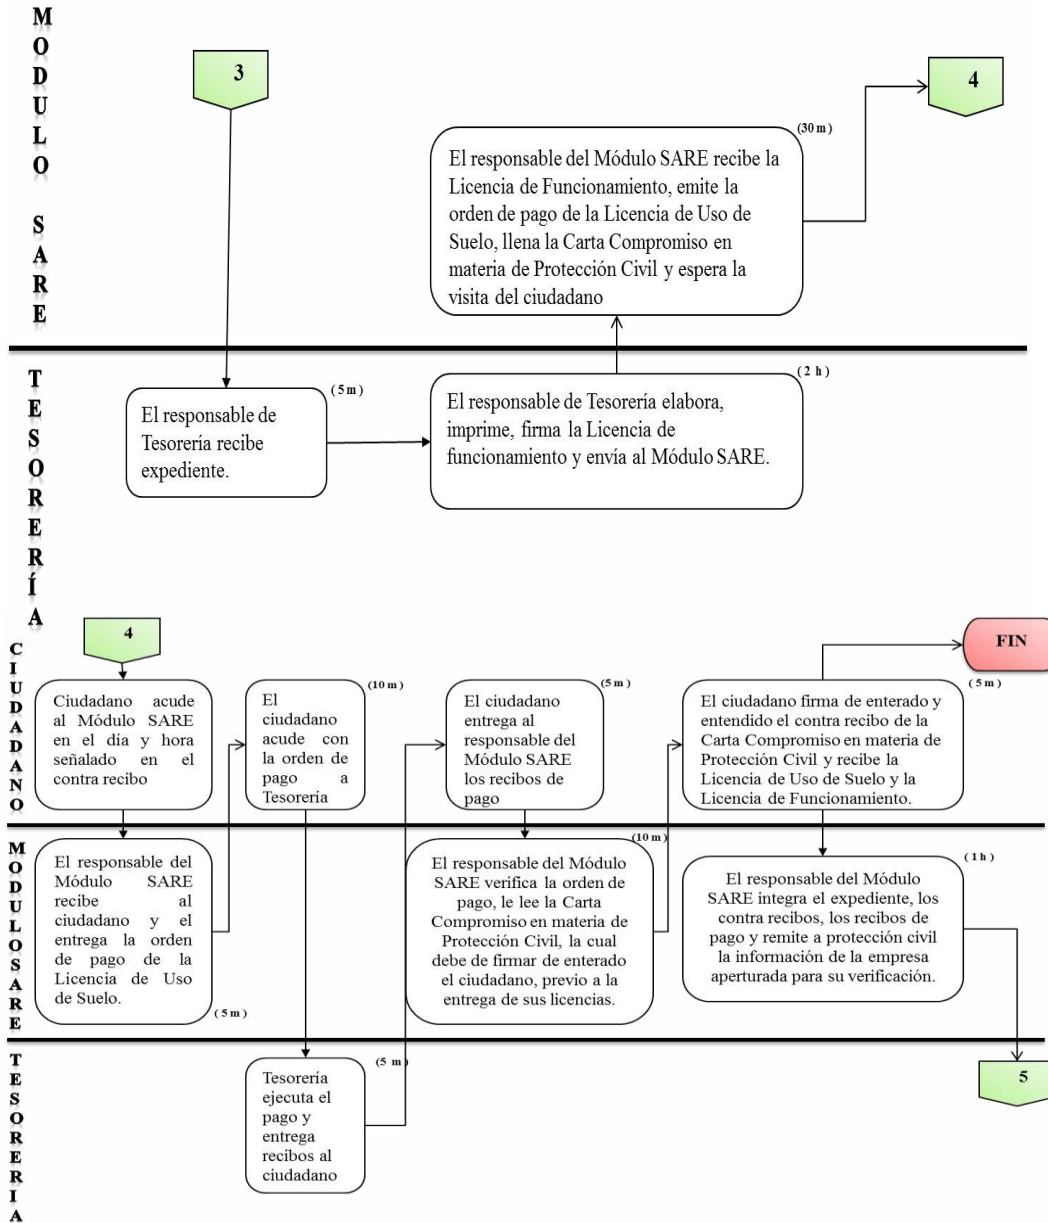 MODULO SARE
3
4
(30 m)
El responsable del Módulo SARE recibe la
Licencia de Funcionamiento, emite la
orden de pago de la Licencia de Uso de
Suelo, llena la Carta Compromiso en
materia de Protección Civil y espera la
visita del ciudadano
TESORERÍA
( 5 m)
El responsable de
Tesorería recibe
expediente.
( 2 h )
El responsable de Tesorería elabora,
imprime, firma la Licencia de
funcionamiento y envía al Módulo SARE.
CIUDADANO
4
FIN
Ciudadano acude
al Módulo SARE
en el día y hora
señalado en el
contra recibo
(10 m )
El
ciudadano
acude con
la orden de
pago a
Tesorería
(5 m )
El ciudadano
entrega al
responsable del
Módulo SARE
los recibos de
pago
( 5 m )
El ciudadano firma de enterado y
entendido el contra recibo de la
Carta Compromiso en materia de
Protección Civil y recibe la
Licencia de Uso de Suelo y la
Licencia de Funcionamiento.
MODULO SARE
El responsable del
Módulo SARE
recibe al
ciudadano y el
entrega la orden
de pago de la
Licencia de Uso
de Suelo.
( 5 m )
(10 m )
El responsable del Módulo
SARE verifica la orden de
pago, le lee la Carta
Compromiso en materia de
Protección Civil, la cual
debe de firmar de enterado
el ciudadano, previo a la
entrega de sus licencias.
( 1 h )
El responsable del Módulo
SARE integra el expediente, los
contra recibos, los recibos de
pago y remite a protección civil
la información de la empresa
aperturada para su verificación.
TESORERIA
(5 m )
Tesorería
ejecuta el
pago y
entrega
recibos al
ciudadano
5